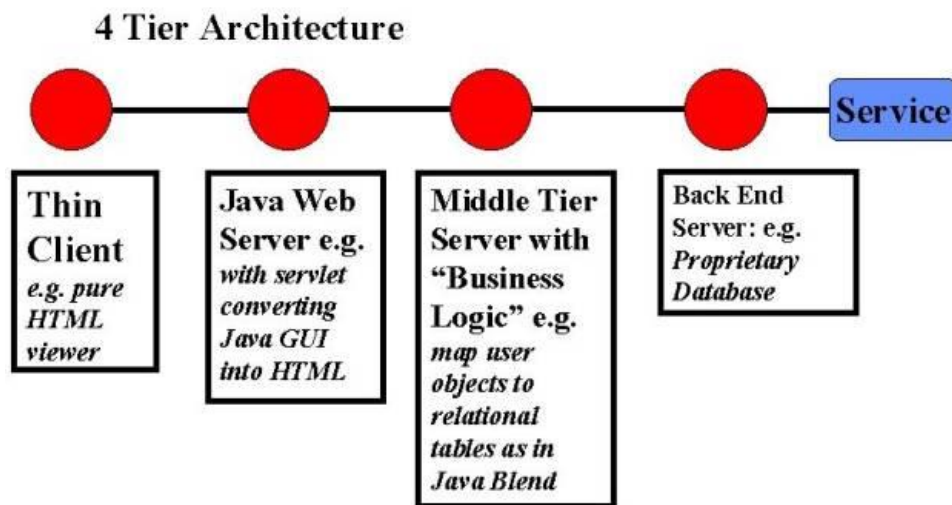 4 Tier Architecture
Service
Thin
Client
e.g. pure
HTML
viewer
Java Web
Server e.g.
with servlet
converting
Java GUI
into HTML
Middle Tier
Server with
“Business
Logic” e.g.
map user
objects to
relational
tables as in
Java Blend
Back End
Server: e.g.
Proprietary
Database